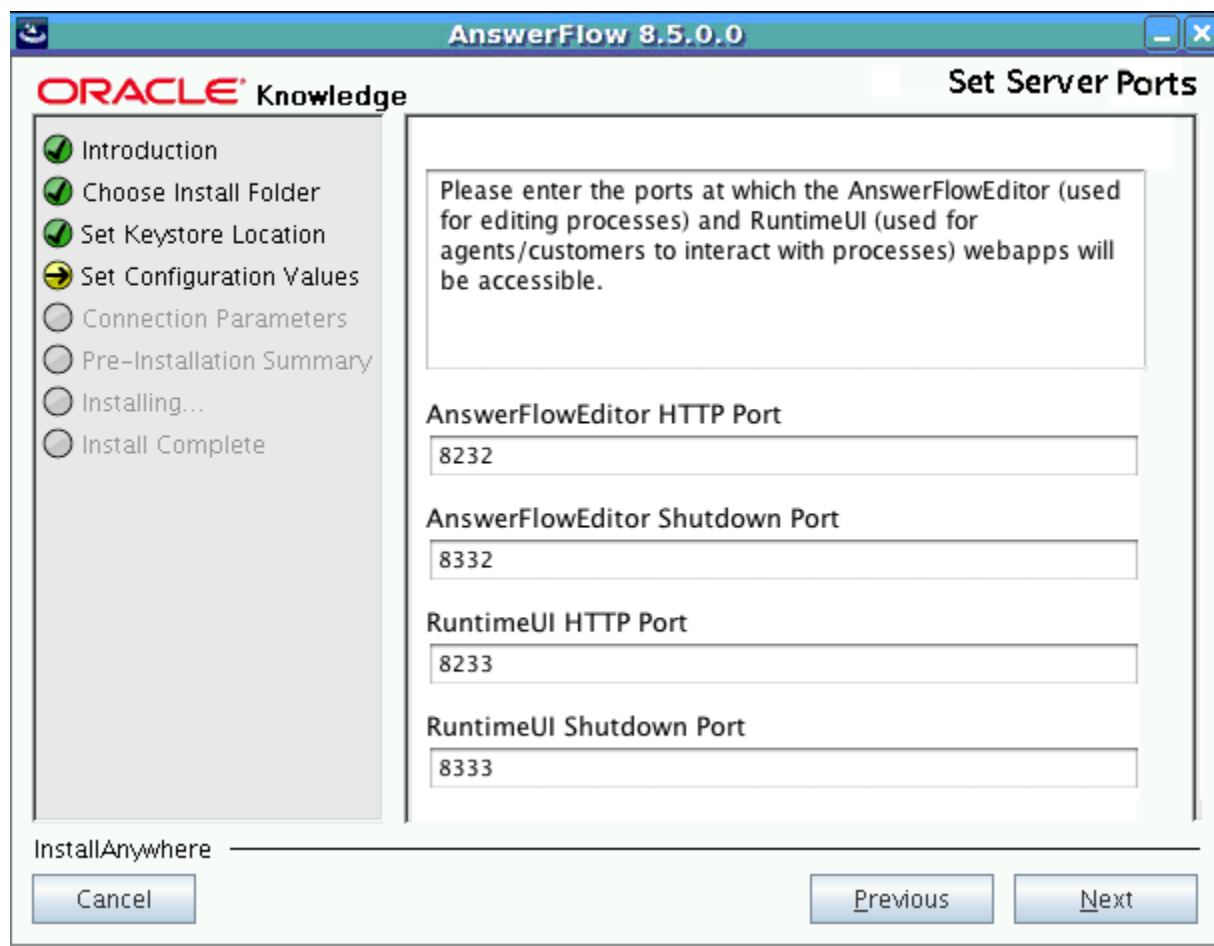 AnswerFlow 8.5.0.0
ORACLE Knowledge
Set Server Ports
Introduction
Choose Install Folder
Set Keystore Location
Set Configuration Values
Connection Parameters
Pre-Installation Summary
Installing...
Install Complete
Please enter the ports at which the AnswerFlowEditor (used
for editing processes) and RuntimeUI (used for
agents/customers to interact with processes) webapps will
be accessible.
AnswerFlowEditor HTTP Port
8232
AnswerFlowEditor Shutdown Port
8332
RuntimeUI HTTP Port
8233
RuntimeUI Shutdown Port
8333
InstallAnywhere
Cancel
Previous
Next